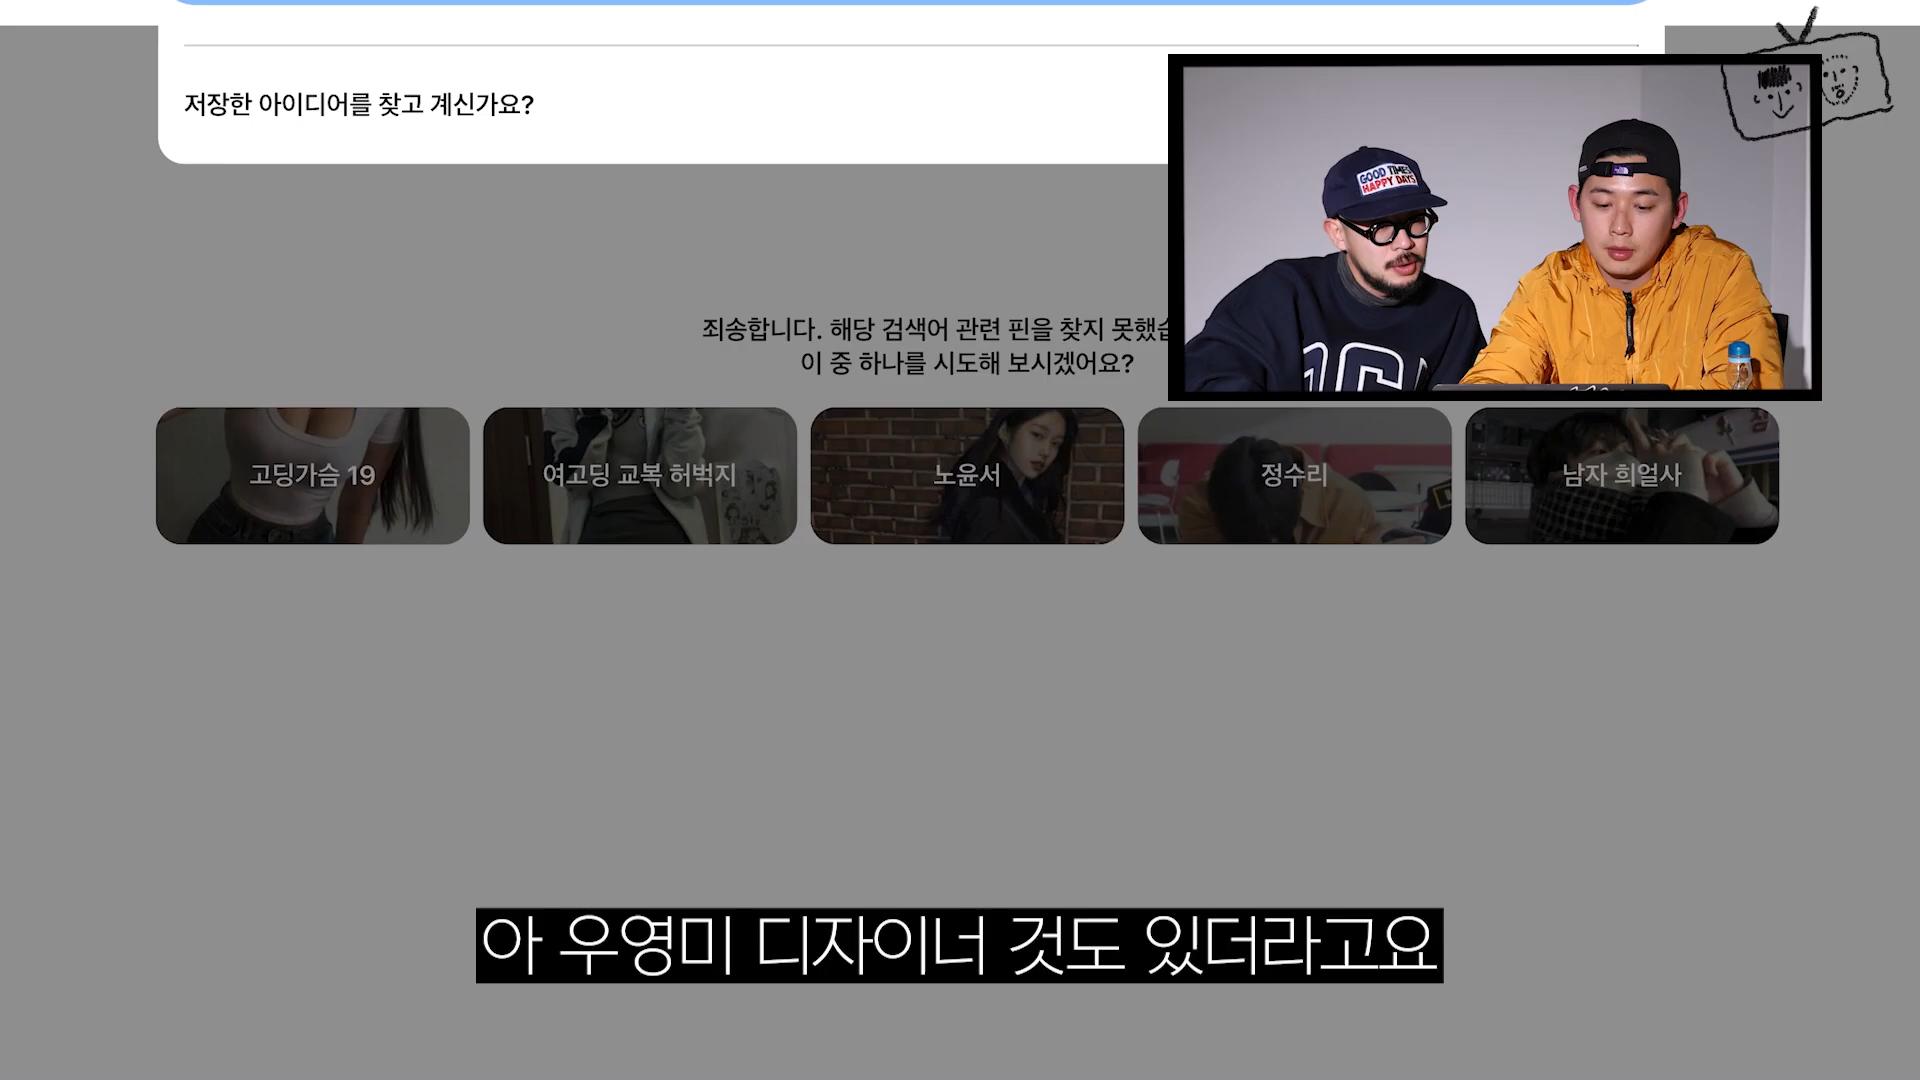 저장한 아이디어를 찾고 계신가요?
GOOD TIMES
HAPPY DAYS
죄송합니다. 해당 검색어 관련 핀을 찾지 못했습
이 중 하나를 시도해 보시겠어요?
고딩가슴 19
여고딩 교복 허벅지
노윤서
정수리
남자 희얼사
아 우영미 디자이너 것도 있더라고요